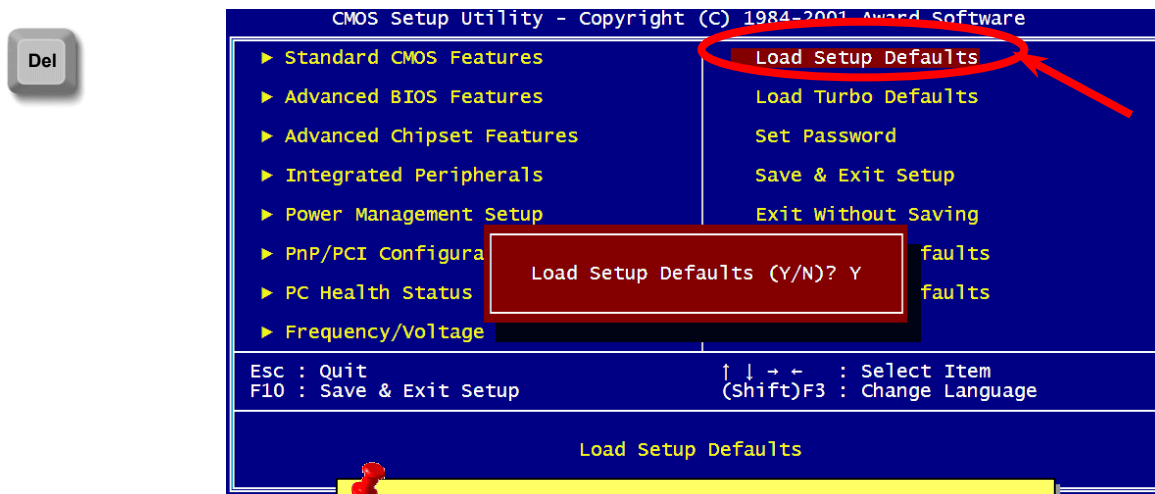 Del
CMOS Setup Utility - Copyright (C) 1984-2001 Award Software
► Standard CMOS Features
► Advanced BIOS Features
► Advanced Chipset Features
► Integrated Peripherals
► Power Management Setup
► PnP/PCI Configura
► PC Health Status
► Frequency/Voltage
Load Setup Defaults
Load Turbo Defaults
Set Password
Save & Exit Setup
Exit Without Saving
faults
faults
Load Setup Defaults (Y/N)? Y
Esc : Quit
F10 : Save & Exit Setup
↑ ↓ → ← : Select Item
(Shift)F3 : Change Language
Load Setup Defaults